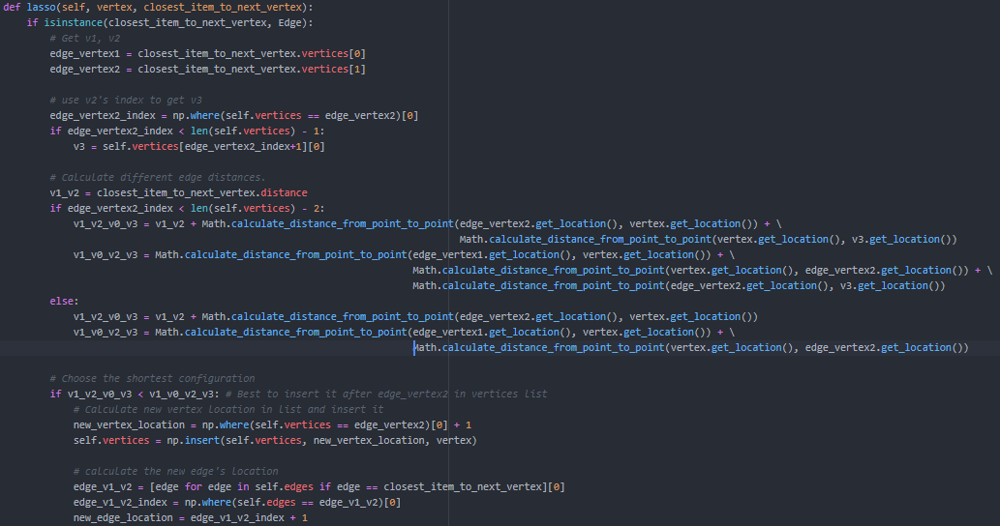 def lasso(self, vertex, closest_item_to_next_vertex):
    if isinstance(closest_item_to_next_vertex, Edge):
        # Get v1, v2
        edge_vertex1 = closest_item_to_next_vertex.vertices[0]
        edge_vertex2 = closest_item_to_next_vertex.vertices[1]

        # use v2's index to get v3
        edge_vertex2_index = np.where(self.vertices == edge_vertex2)[0]
        if edge_vertex2_index < len(self.vertices) - 1:
            v3 = self.vertices[edge_vertex2_index+1][0]

        # Calculate different edge distances.
        v1_v2 = closest_item_to_next_vertex.distance
        if edge_vertex2_index < len(self.vertices) - 2:
            v1_v2_v0_v3 = v1_v2 + Math.calculate_distance_from_point_to_point(edge_vertex2.get_location(), vertex.get_location()) + \
                                                                              Math.calculate_distance_from_point_to_point(vertex.get_location(), v3.get_location())
            v1_v0_v2_v3 = Math.calculate_distance_from_point_to_point(edge_vertex1.get_location(), vertex.get_location()) + \
                                                                      Math.calculate_distance_from_point_to_point(vertex.get_location(), edge_vertex2.get_location()) + \
                                                                      Math.calculate_distance_from_point_to_point(edge_vertex2.get_location(), v3.get_location())
        else:
            v1_v2_v0_v3 = v1_v2 + Math.calculate_distance_from_point_to_point(edge_vertex2.get_location(), vertex.get_location())
            v1_v0_v2_v3 = Math.calculate_distance_from_point_to_point(edge_vertex1.get_location(), vertex.get_location()) + \
                                                                      Math.calculate_distance_from_point_to_point(vertex.get_location(), edge_vertex2.get_location())

        # Choose the shortest configuration
        if v1_v2_v0_v3 < v1_v0_v2_v3: # Best to insert it after edge_vertex2 in vertices list
            # Calculate new vertex location in list and insert it
            new_vertex_location = np.where(self.vertices == edge_vertex2)[0] + 1
            self.vertices = np.insert(self.vertices, new_vertex_location, vertex)

            # calculate the new edge's location
            edge_v1_v2 = [edge for edge in self.edges if edge == closest_item_to_next_vertex][0]
            edge_v1_v2_index = np.where(self.edges == edge_v1_v2)[0]
            new_edge_location = edge_v1_v2_index + 1